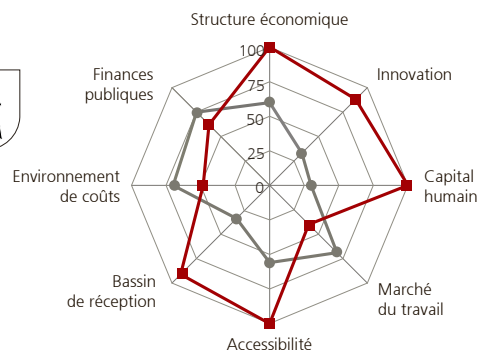 Structure économique
100
75
50
25
0
Innovation
Capital
humain
Marché
du travail
Accessibilité
Bassin
de réception
Environnement
de coûts
Finances
publiques